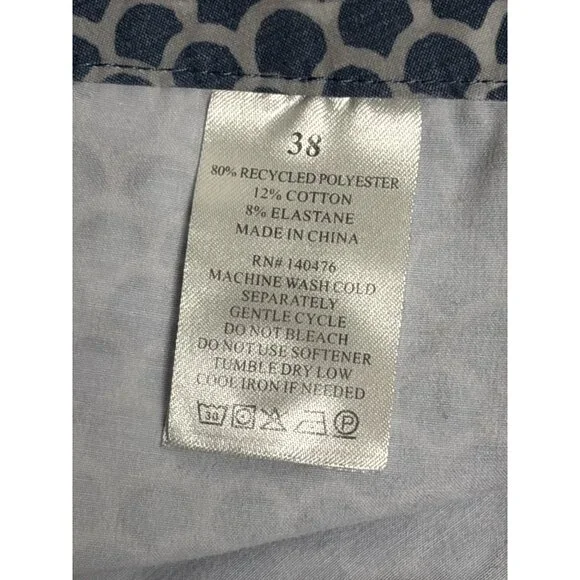 38
80% RECYCLED POLYESTER
12% COTTON
8% ELASTANE
MADE IN CHINA
RN# 140476
MACHINE WASH COLD
SEPARATELY
GENTLE CYCLE
DO NOT BLEACH
DO NOT USE SOFTENER
TUMBLE DRY LOW
COOL IRON IF NEEDED
30 P